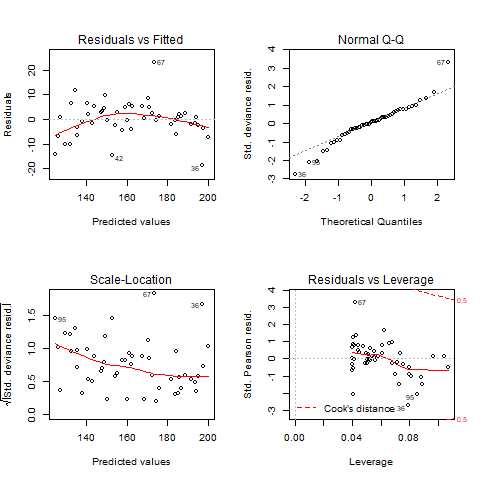 Residuals vs Fitted
Residuals
-20 -10 0 10 20
67
42
36
140 160 180 200
Predicted values
Normal Q-Q
Std. deviance resid.
-3 -2 -1 0 1 2 3 4
67
95
36
-2 -1 0 1 2
Theoretical Quantiles
Scale-Location
√|Std. deviance resid.|
0.0 0.5 1.0 1.5
95
67
36
140 160 180 200
Predicted values
Residuals vs Leverage
Std. Pearson resid.
-3 -1 0 1 2 3 4
67
95
36
0.5
0.5
Cook's distance
0.00 0.04 0.08
Leverage